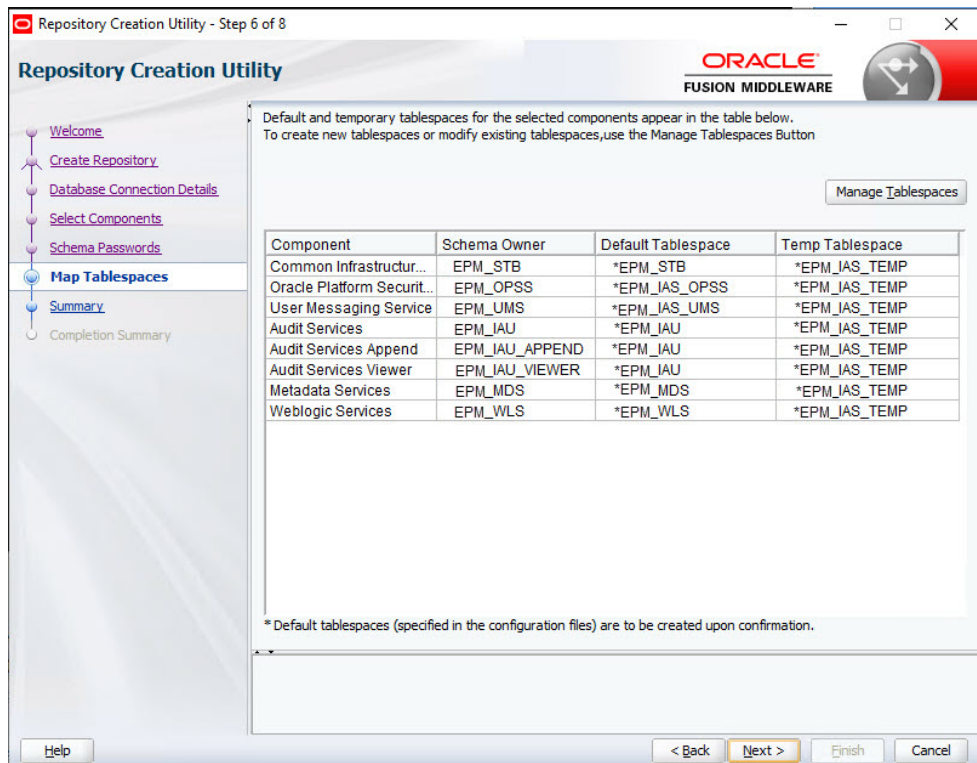 Repository Creation Utility - Step 6 of 8
Repository Creation Utility
ORACLE
FUSION MIDDLEWARE
Welcome
Create Repository
Database Connection Details
Select Components
Schema Passwords
Map Tablespaces
Summary
Completion Summary
Default and temporary tablespaces for the selected components appear in the table below.
To create new tablespaces or modify existing tablespaces,use the Manage Tablespaces Button
Manage Tablespaces
Component Schema Owner Default Tablespace Temp Tablespace
Common Infrastructur... EPM_STB *EPM_STB *EPM_IAS_TEMP
Oracle Platform Securit... EPM_OPSS *EPM_IAS_OPSS *EPM_IAS_TEMP
User Messaging Service EPM_UMS *EPM_IAS_UMS *EPM_IAS_TEMP
Audit Services EPM_IAU *EPM_IAU *EPM_IAS_TEMP
Audit Services Append EPM_IAU_APPEND *EPM_IAU *EPM_IAS_TEMP
Audit Services Viewer EPM_IAU_VIEWER *EPM_IAU *EPM_IAS_TEMP
Metadata Services EPM_MDS *EPM_MDS *EPM_IAS_TEMP
Weblogic Services EPM_WLS *EPM_WLS *EPM_IAS_TEMP
* Default tablespaces (specified in the configuration files) are to be created upon confirmation.
Help
< Back
Next >
Finish
Cancel